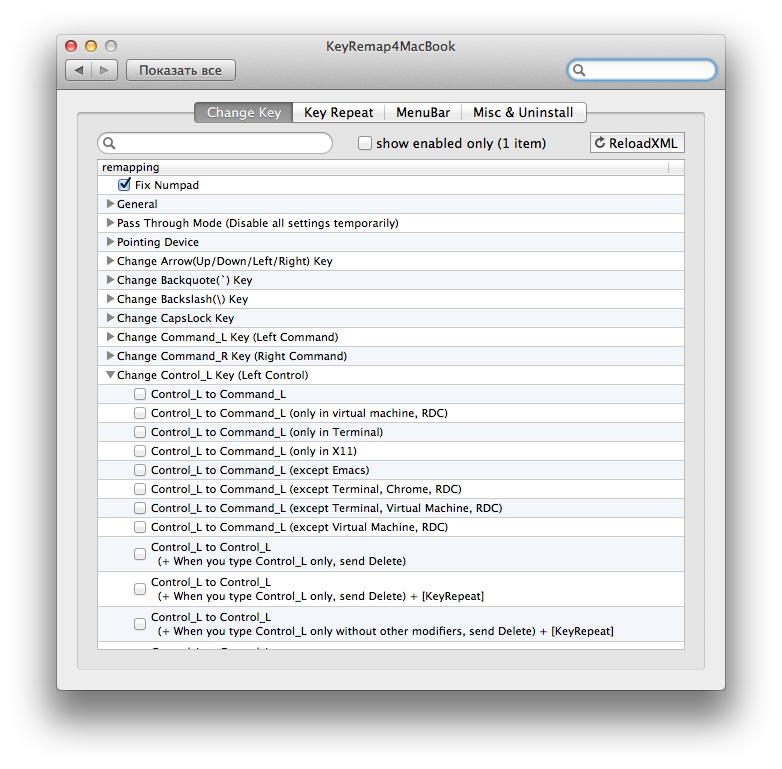 KeyRemap4MacBook
Показать все
Change Key Key Repeat MenuBar Misc & Uninstall
show enabled only (1 item) ReloadXML
remapping
Fix Numpad
General
Pass Through Mode (Disable all settings temporarily)
Pointing Device
Change Arrow(Up/Down/Left/Right) Key
Change Backquote(`) Key
Change Backslash(\) Key
Change CapsLock Key
Change Command_L Key (Left Command)
Change Command_R Key (Right Command)
Change Control_L Key (Left Control)
Control_L to Command_L
Control_L to Command_L (only in virtual machine, RDC)
Control_L to Command_L (only in Terminal)
Control_L to Command_L (only in X11)
Control_L to Command_L (except Emacs)
Control_L to Command_L (except Terminal, Chrome, RDC)
Control_L to Command_L (except Terminal, Virtual Machine, RDC)
Control_L to Command_L (except Virtual Machine, RDC)
Control_L to Control_L
(+ When you type Control_L only, send Delete)
Control_L to Control_L
(+ When you type Control_L only, send Delete) + [KeyRepeat]
Control_L to Control_L
(+ When you type Control_L only without other modifiers, send Delete) + [KeyRepeat]